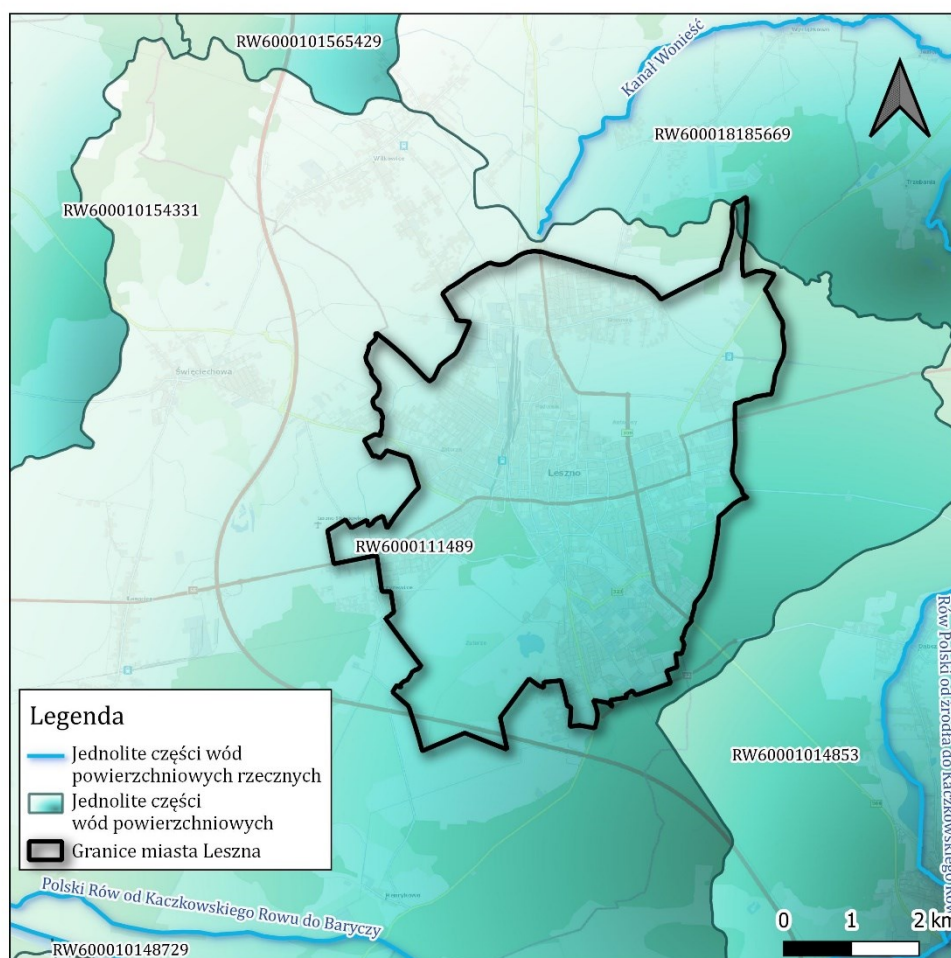 RW6000101565429
Kanał Wonieść
RW600018185669
RW600010154331
Święciechowa
Leszno
RW6000111489
Legenda
Jednolite części wód
powierzchniowych rzecznych
Jednolite części
wód powierzchniowych
Granice miasta Leszna
RW60001014853
Rów Polski od źródła do Kaczkowskiego Rowu
Polski Rów od Kaczkowskiego Rowu do Baryczy
RW600010148729
0 1 2 km